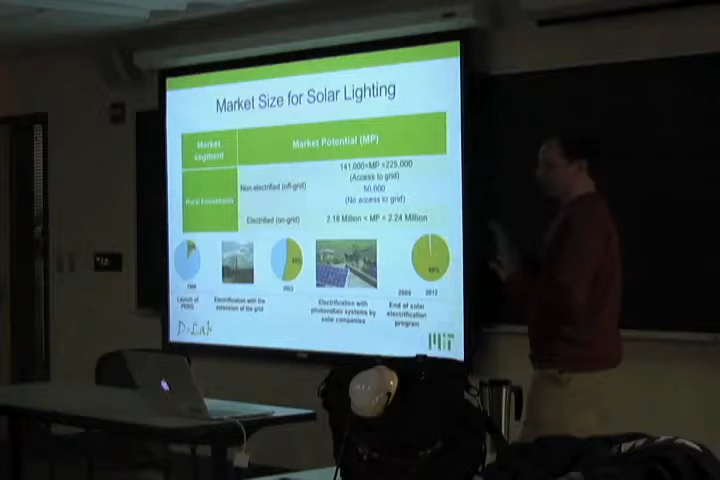 Market Size for Solar Lighting
Market segment
Market Potential (MP)
Rural households
Non-electrified (off-grid)
141,000<MP <225,000
(Access to grid)
50,000
(No access to grid)
Electrified (on-grid)
2.18 Million < MP < 2.24 Million
Launch of
PERG
Electrification with the
extension of the grid
Electrification with
photovoltaic systems by
solar companies
2012
End of solar
electrification
program
D-Lab
MIT